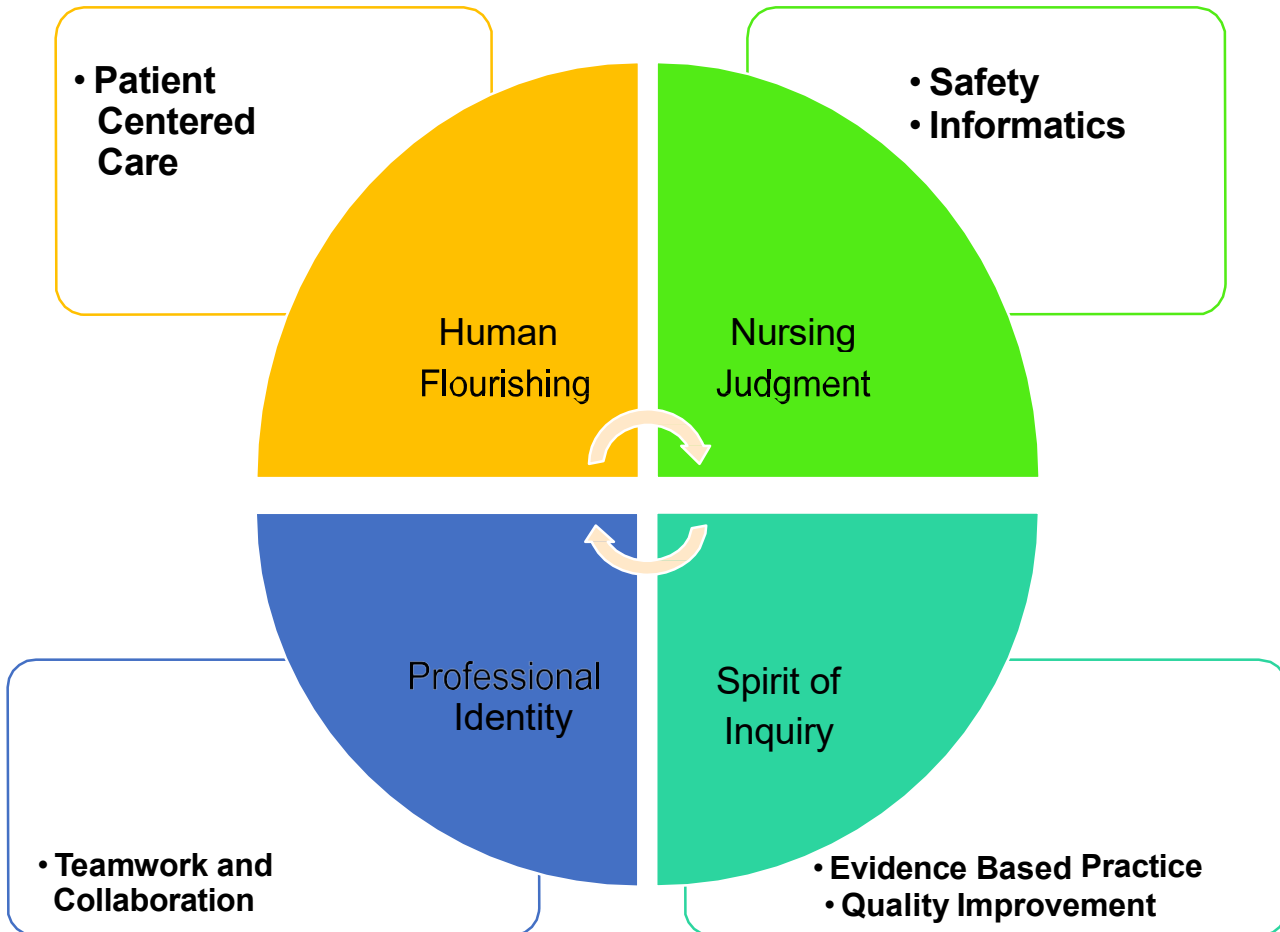 • Patient
Centered
Care
• Safety
• Informatics
Human
Flourishing
Nursing
Judgment
Professional
Identity
Spirit of
Inquiry
• Teamwork and
Collaboration
• Evidence Based Practice
• Quality Improvement